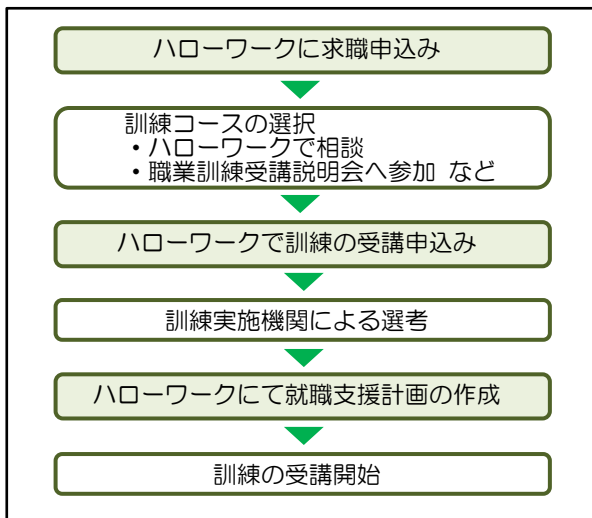 ハローワークに求職申込み
訓練コースの選択
・ハローワークで相談
・職業訓練受講説明会へ参加 など
ハローワークで訓練の受講申込み
訓練実施機関による選考
ハローワークにて就職支援計画の作成
訓練の受講開始